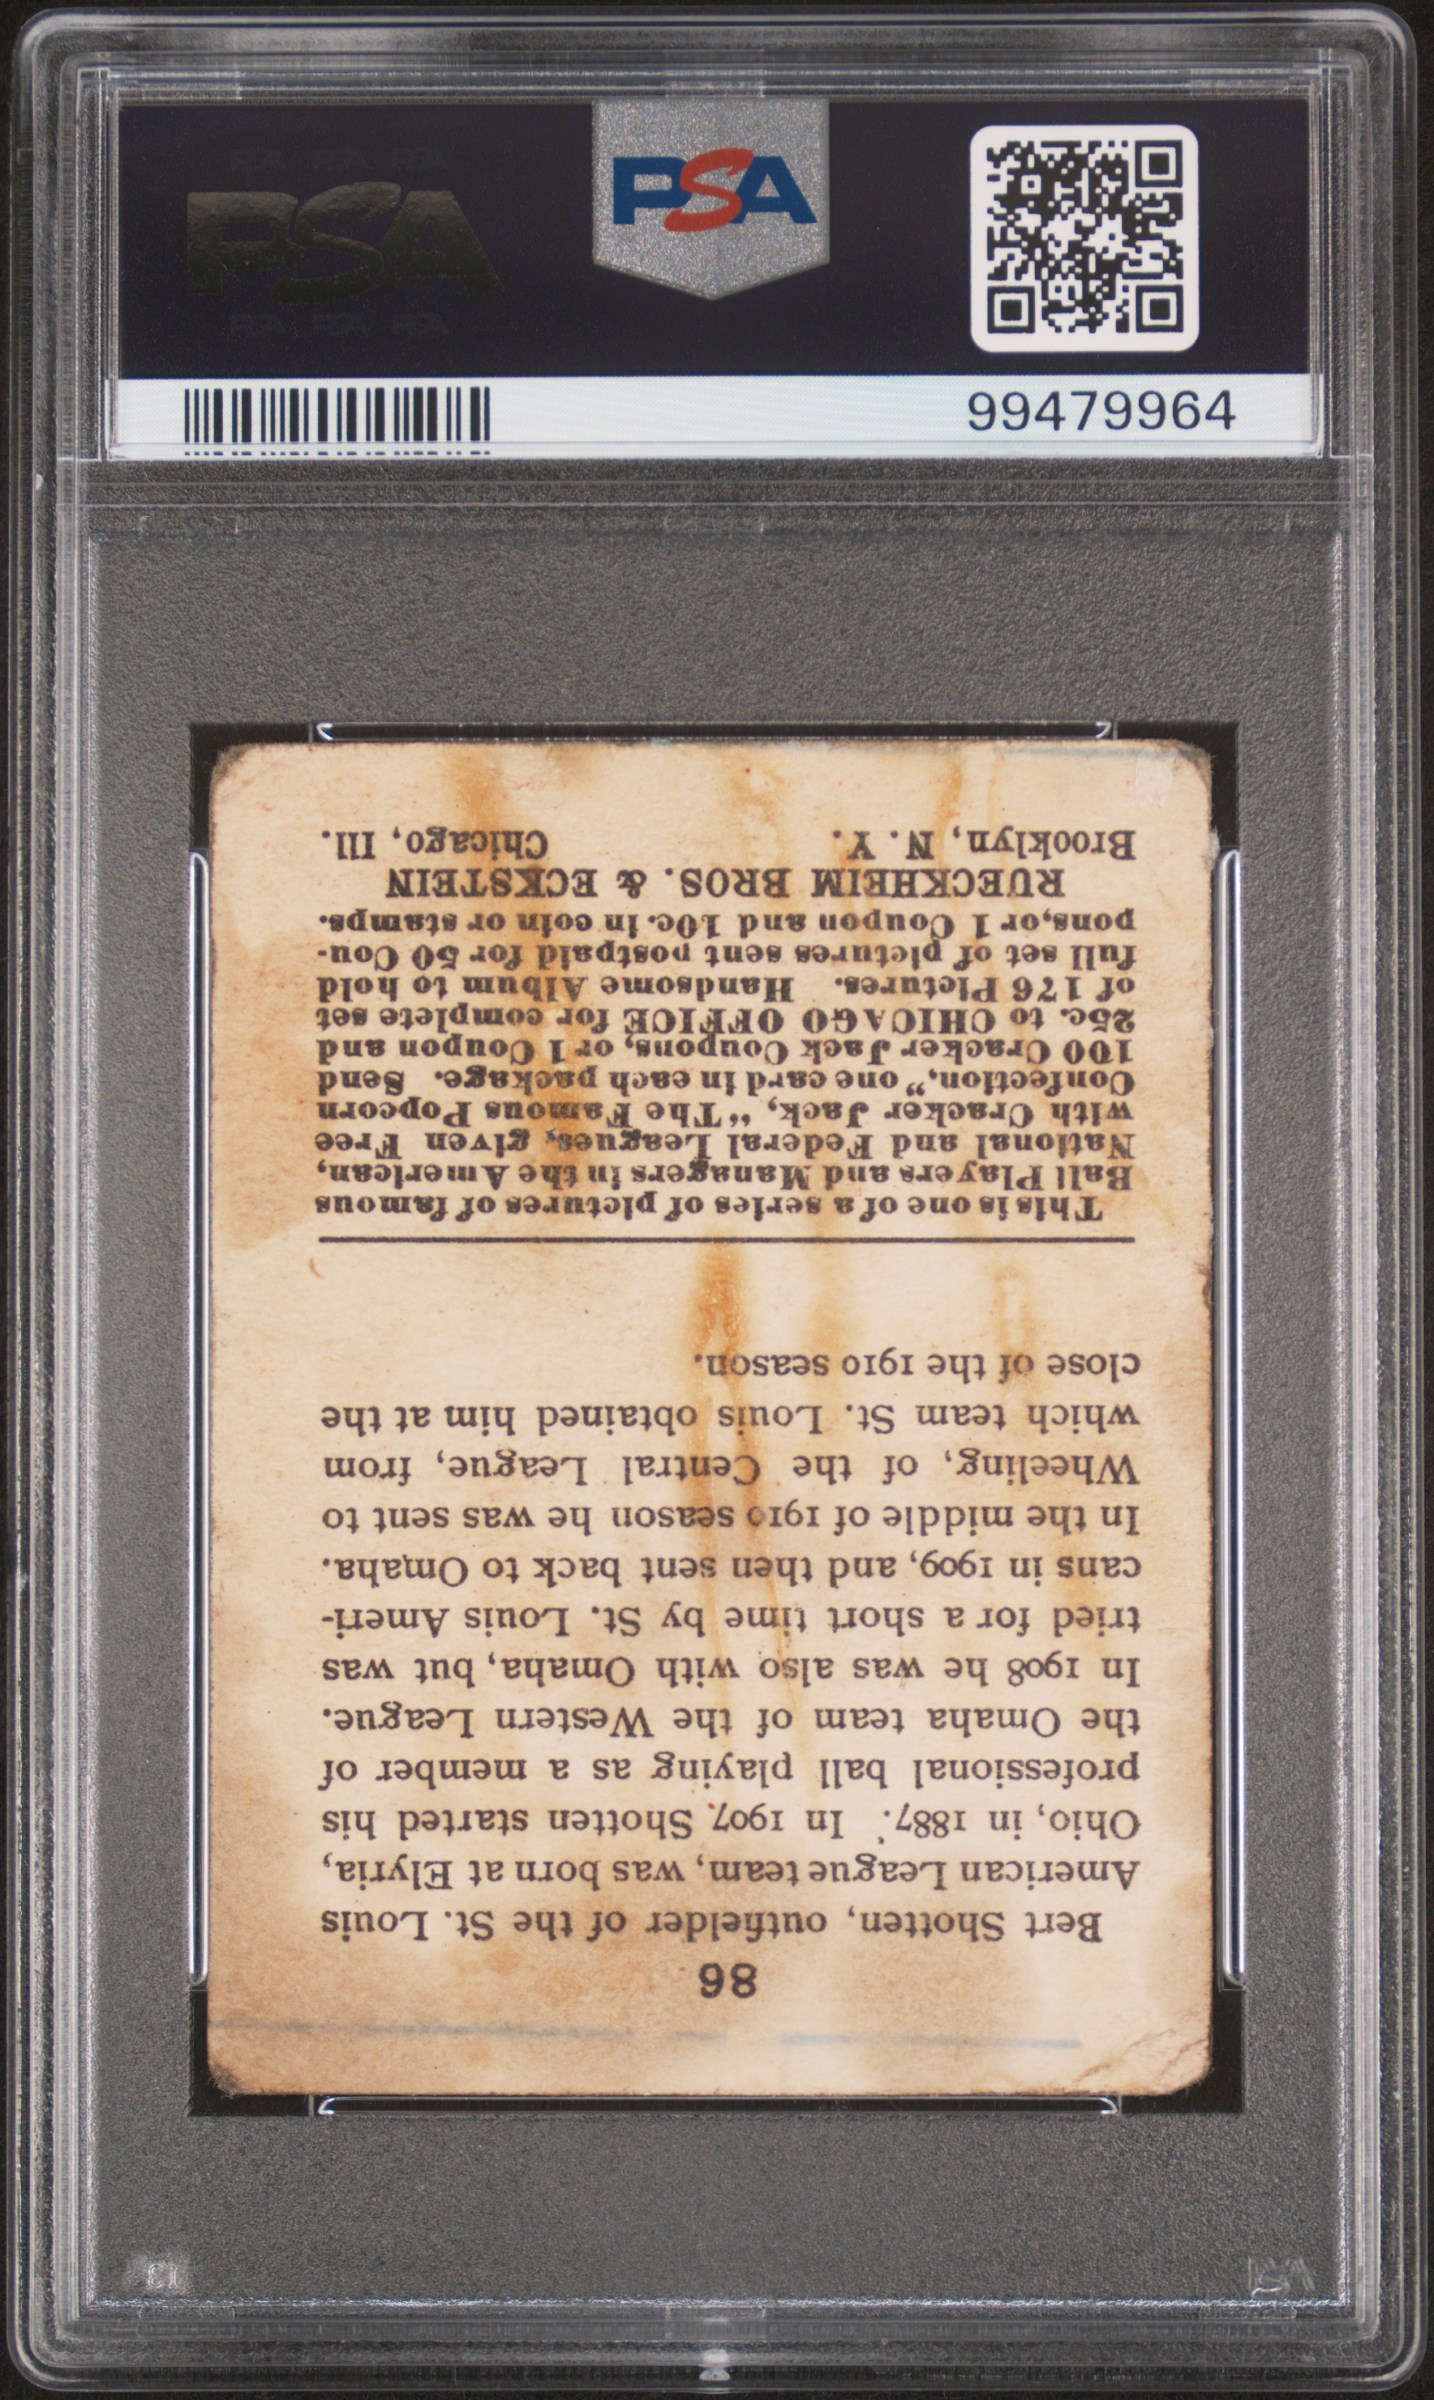 PSA
PSA
99479964
86
Bert Shotten, outfielder of the St. Louis
American League team, was born at Elyria,
Ohio, in 1887. In 1907 Shotten started his
professional ball playing as a member of
the Omaha team of the Western League.
In 1908 he was also with Omaha, but was
tried for a short time by St. Louis Ameri-
cans in 1909, and then sent back to Omaha.
In the middle of 1910 season he was sent to
Wheeling, of the Central League, from
which team St. Louis obtained him at the
close of the 1910 season.
This is one of a series of pictures of famous
Ball Players and Managers in the American,
National and Federal Leagues, given Free
with Cracker Jack, “The Famous Popcorn
Confection,” one card in each package. Send
100 Cracker Jack Coupons, or 1 Coupon and
25c. to CHICAGO OFFICE for complete set
of 176 Pictures. Handsome Album to hold
full set of pictures sent postpaid for 50 Cou-
pons, or 1 Coupon and 10c. in coin or stamps.
RUECKHEIM BROS. & ECKSTEIN
Brooklyn, N. Y. Chicago, Ill.